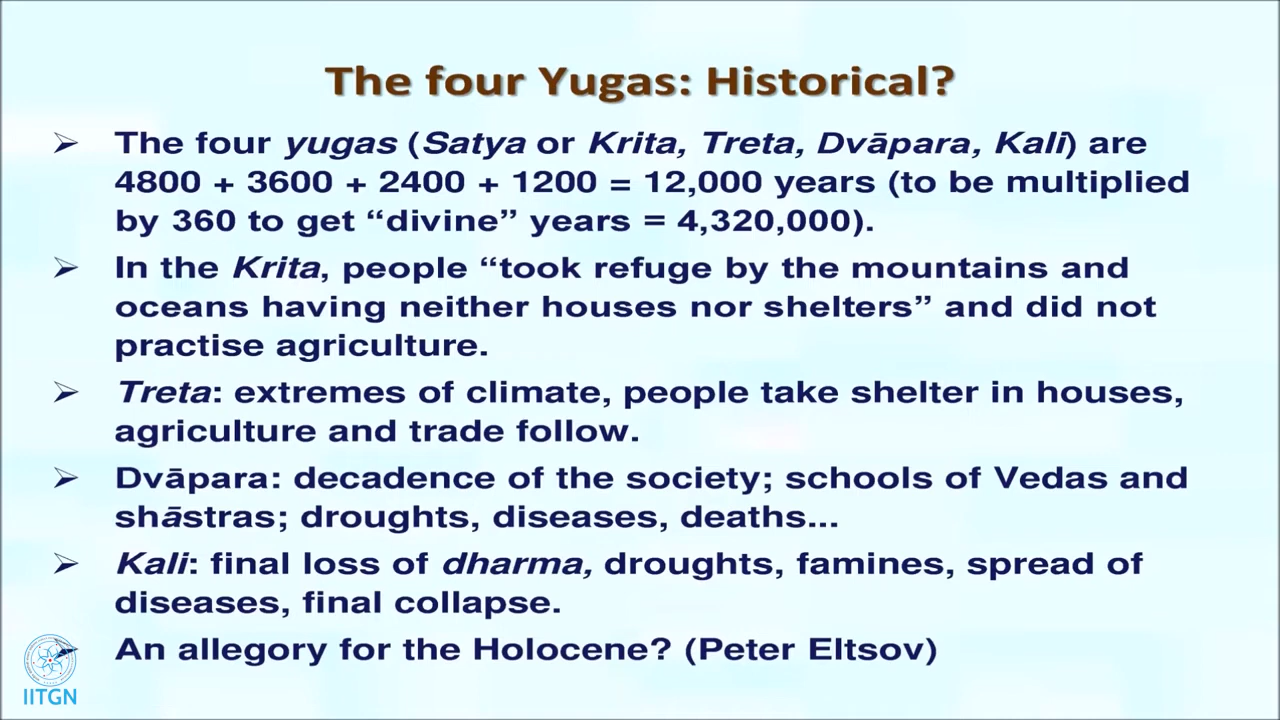 The four Yugas: Historical?
➢ The four yugas (Satya or Krita, Treta, Dvāpara, Kali) are
4800 + 3600 + 2400 + 1200 = 12,000 years (to be multiplied
by 360 to get “divine” years = 4,320,000).
➢ In the Krita, people “took refuge by the mountains and
oceans having neither houses nor shelters” and did not
practise agriculture.
➢ Treta: extremes of climate, people take shelter in houses,
agriculture and trade follow.
➢ Dvāpara: decadence of the society; schools of Vedas and
shāstras; droughts, diseases, deaths...
➢ Kali: final loss of dharma, droughts, famines, spread of
diseases, final collapse.
An allegory for the Holocene? (Peter Eltsov)
IITGN